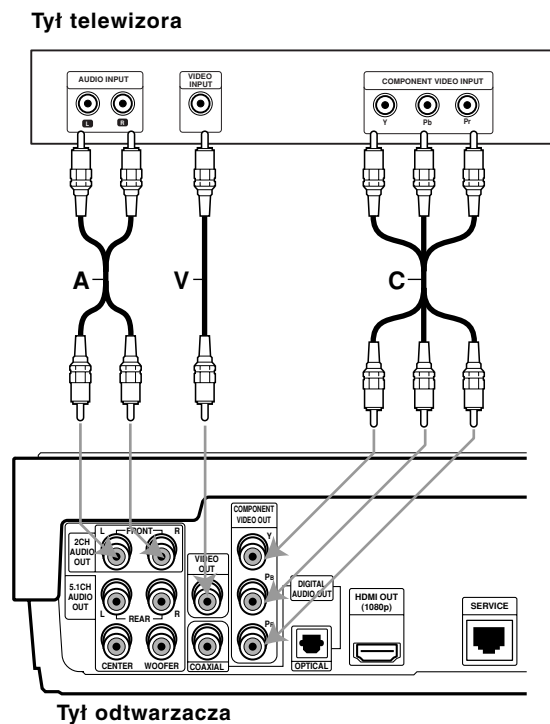 Tył telewizora
AUDIO INPUT
L
R
VIDEO
INPUT
COMPONENT VIDEO INPUT
Y
Pb
Pr
A
V
C
2CH
AUDIO
OUT
L
FRONT
R
5.1CH
AUDIO
OUT
L
REAR
R
CENTER
WOOFER
VIDEO
OUT
COAXIAL
COMPONENT
VIDEO OUT
Y
PB
PR
DIGITAL
AUDIO OUT
OPTICAL
HDMI OUT
(1080p)
SERVICE
Tył odtwarzacza